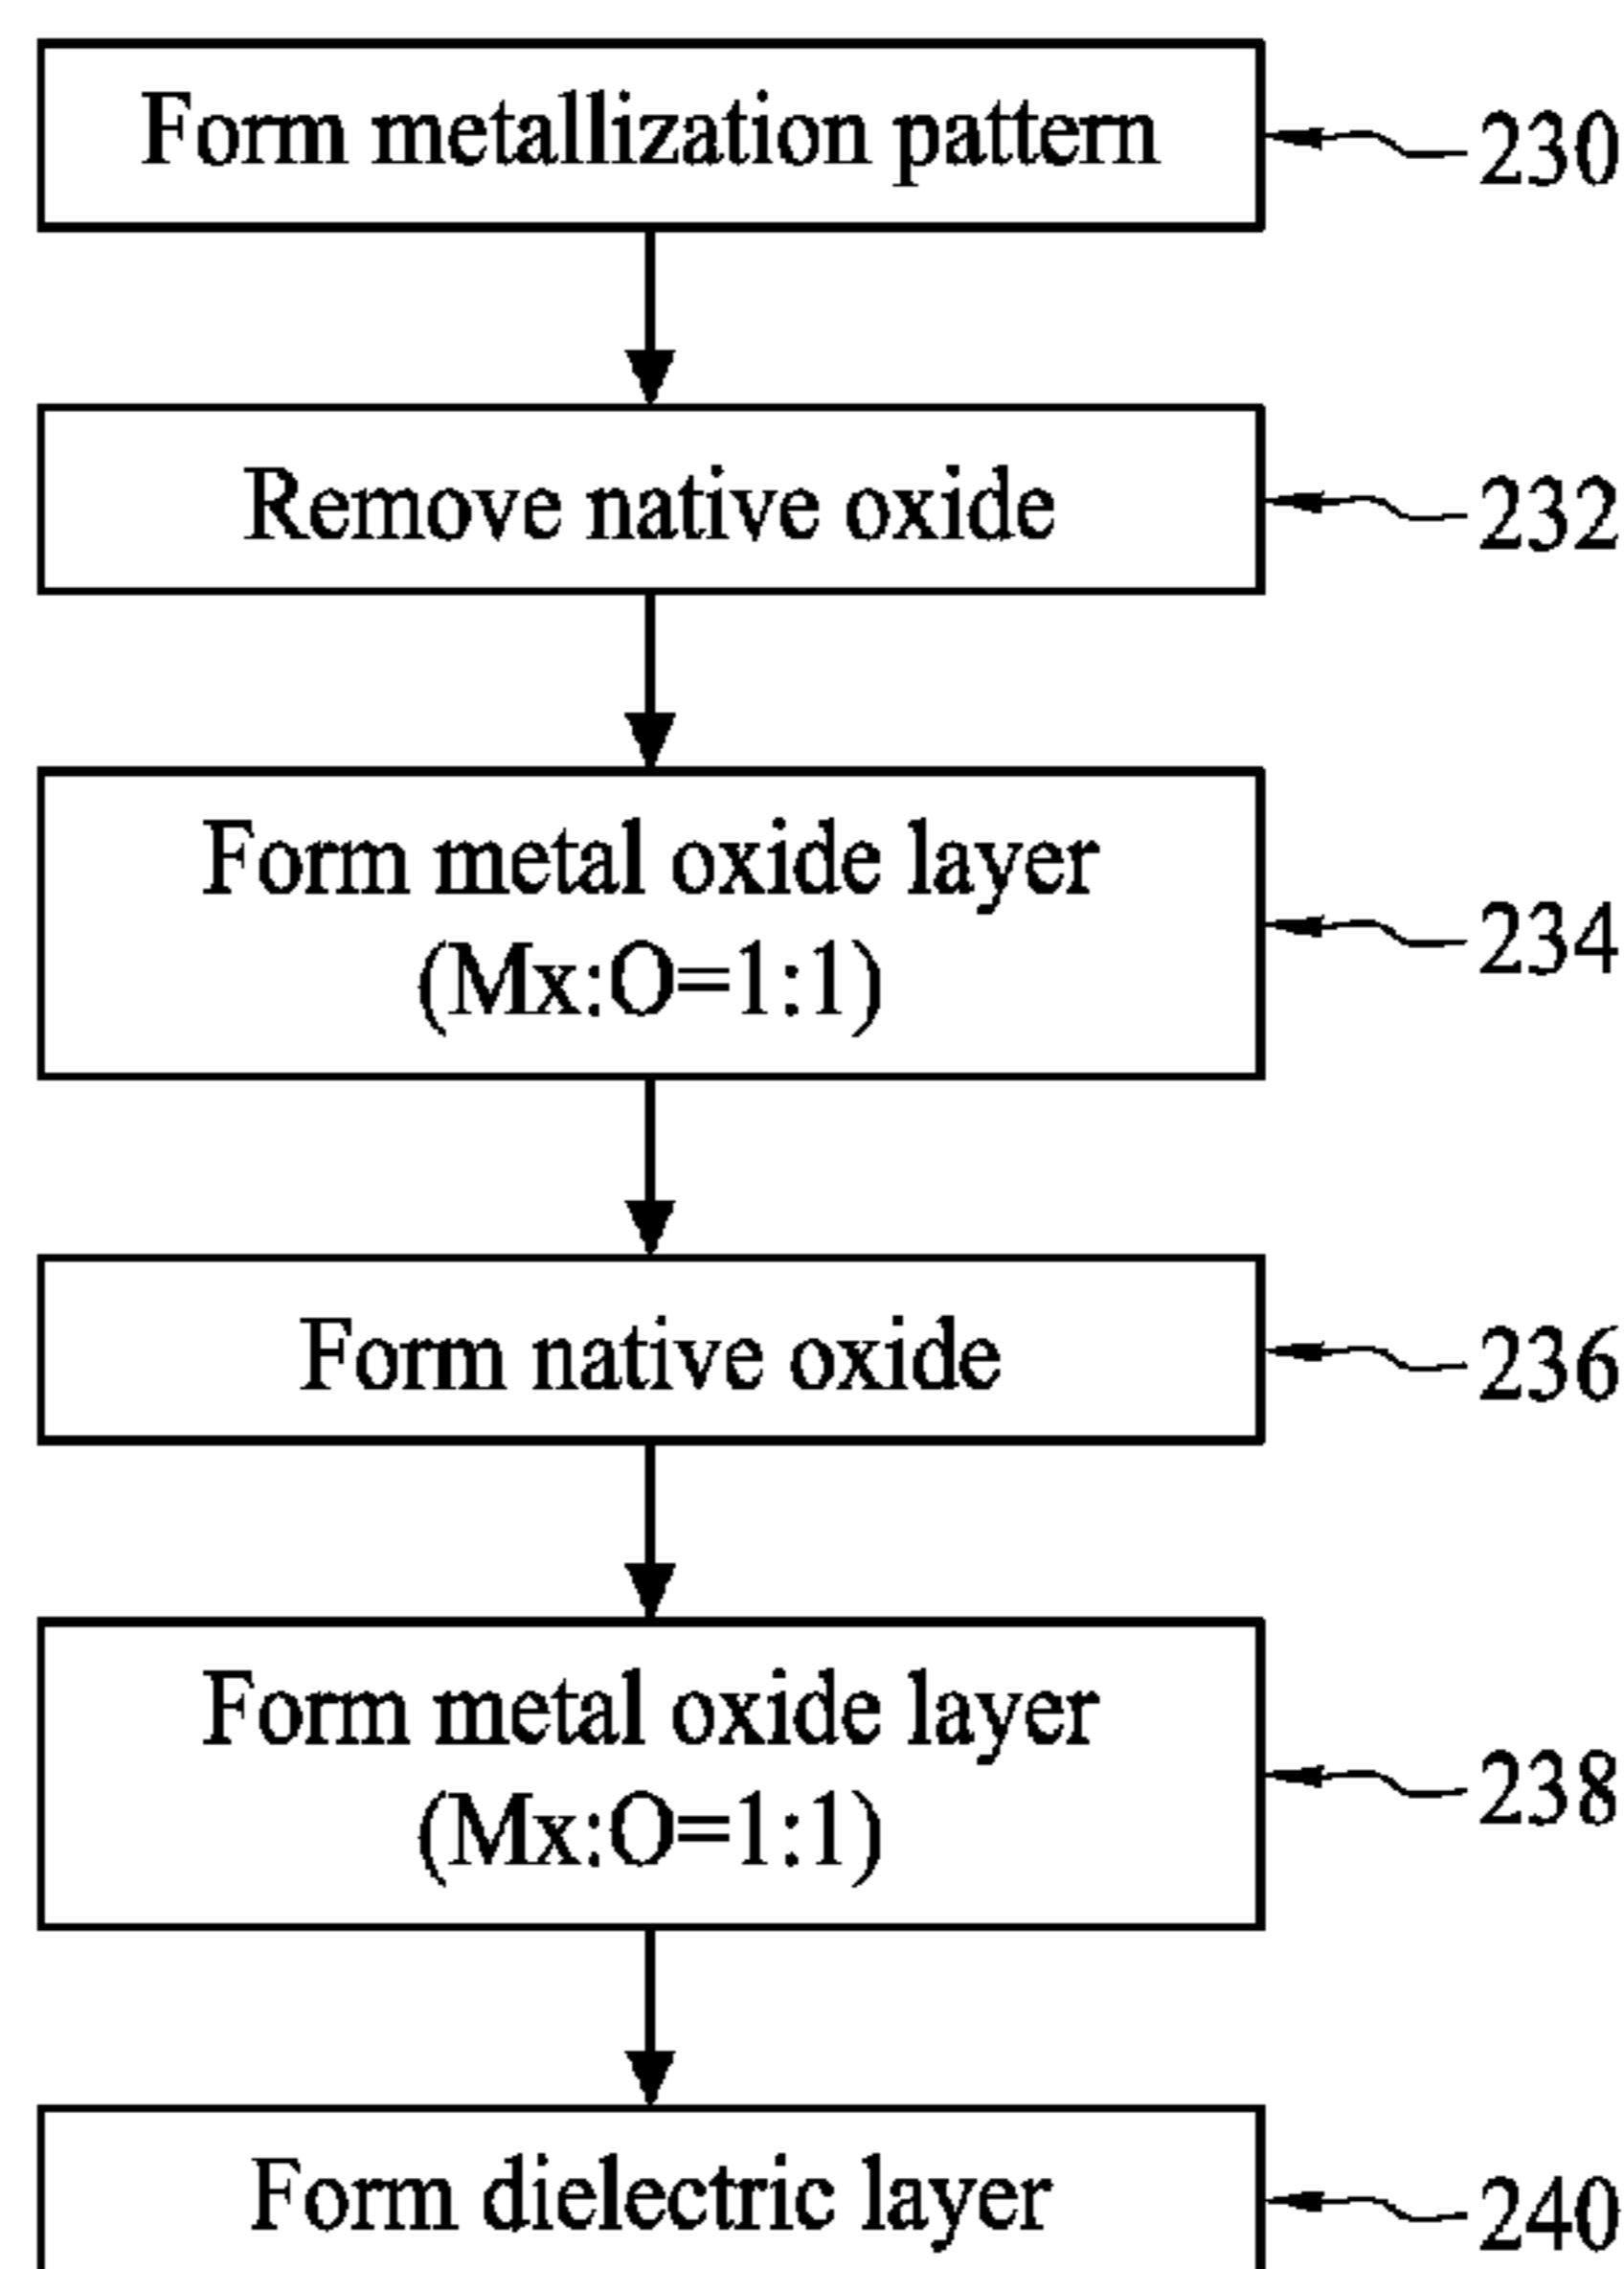 Form metallization pattern
230
Remove native oxide
232
Form metal oxide layer
(Mx:O=1:1)
234
Form native oxide
236
Form metal oxide layer
(Mx:O=1:1)
238
Form dielectric layer
240